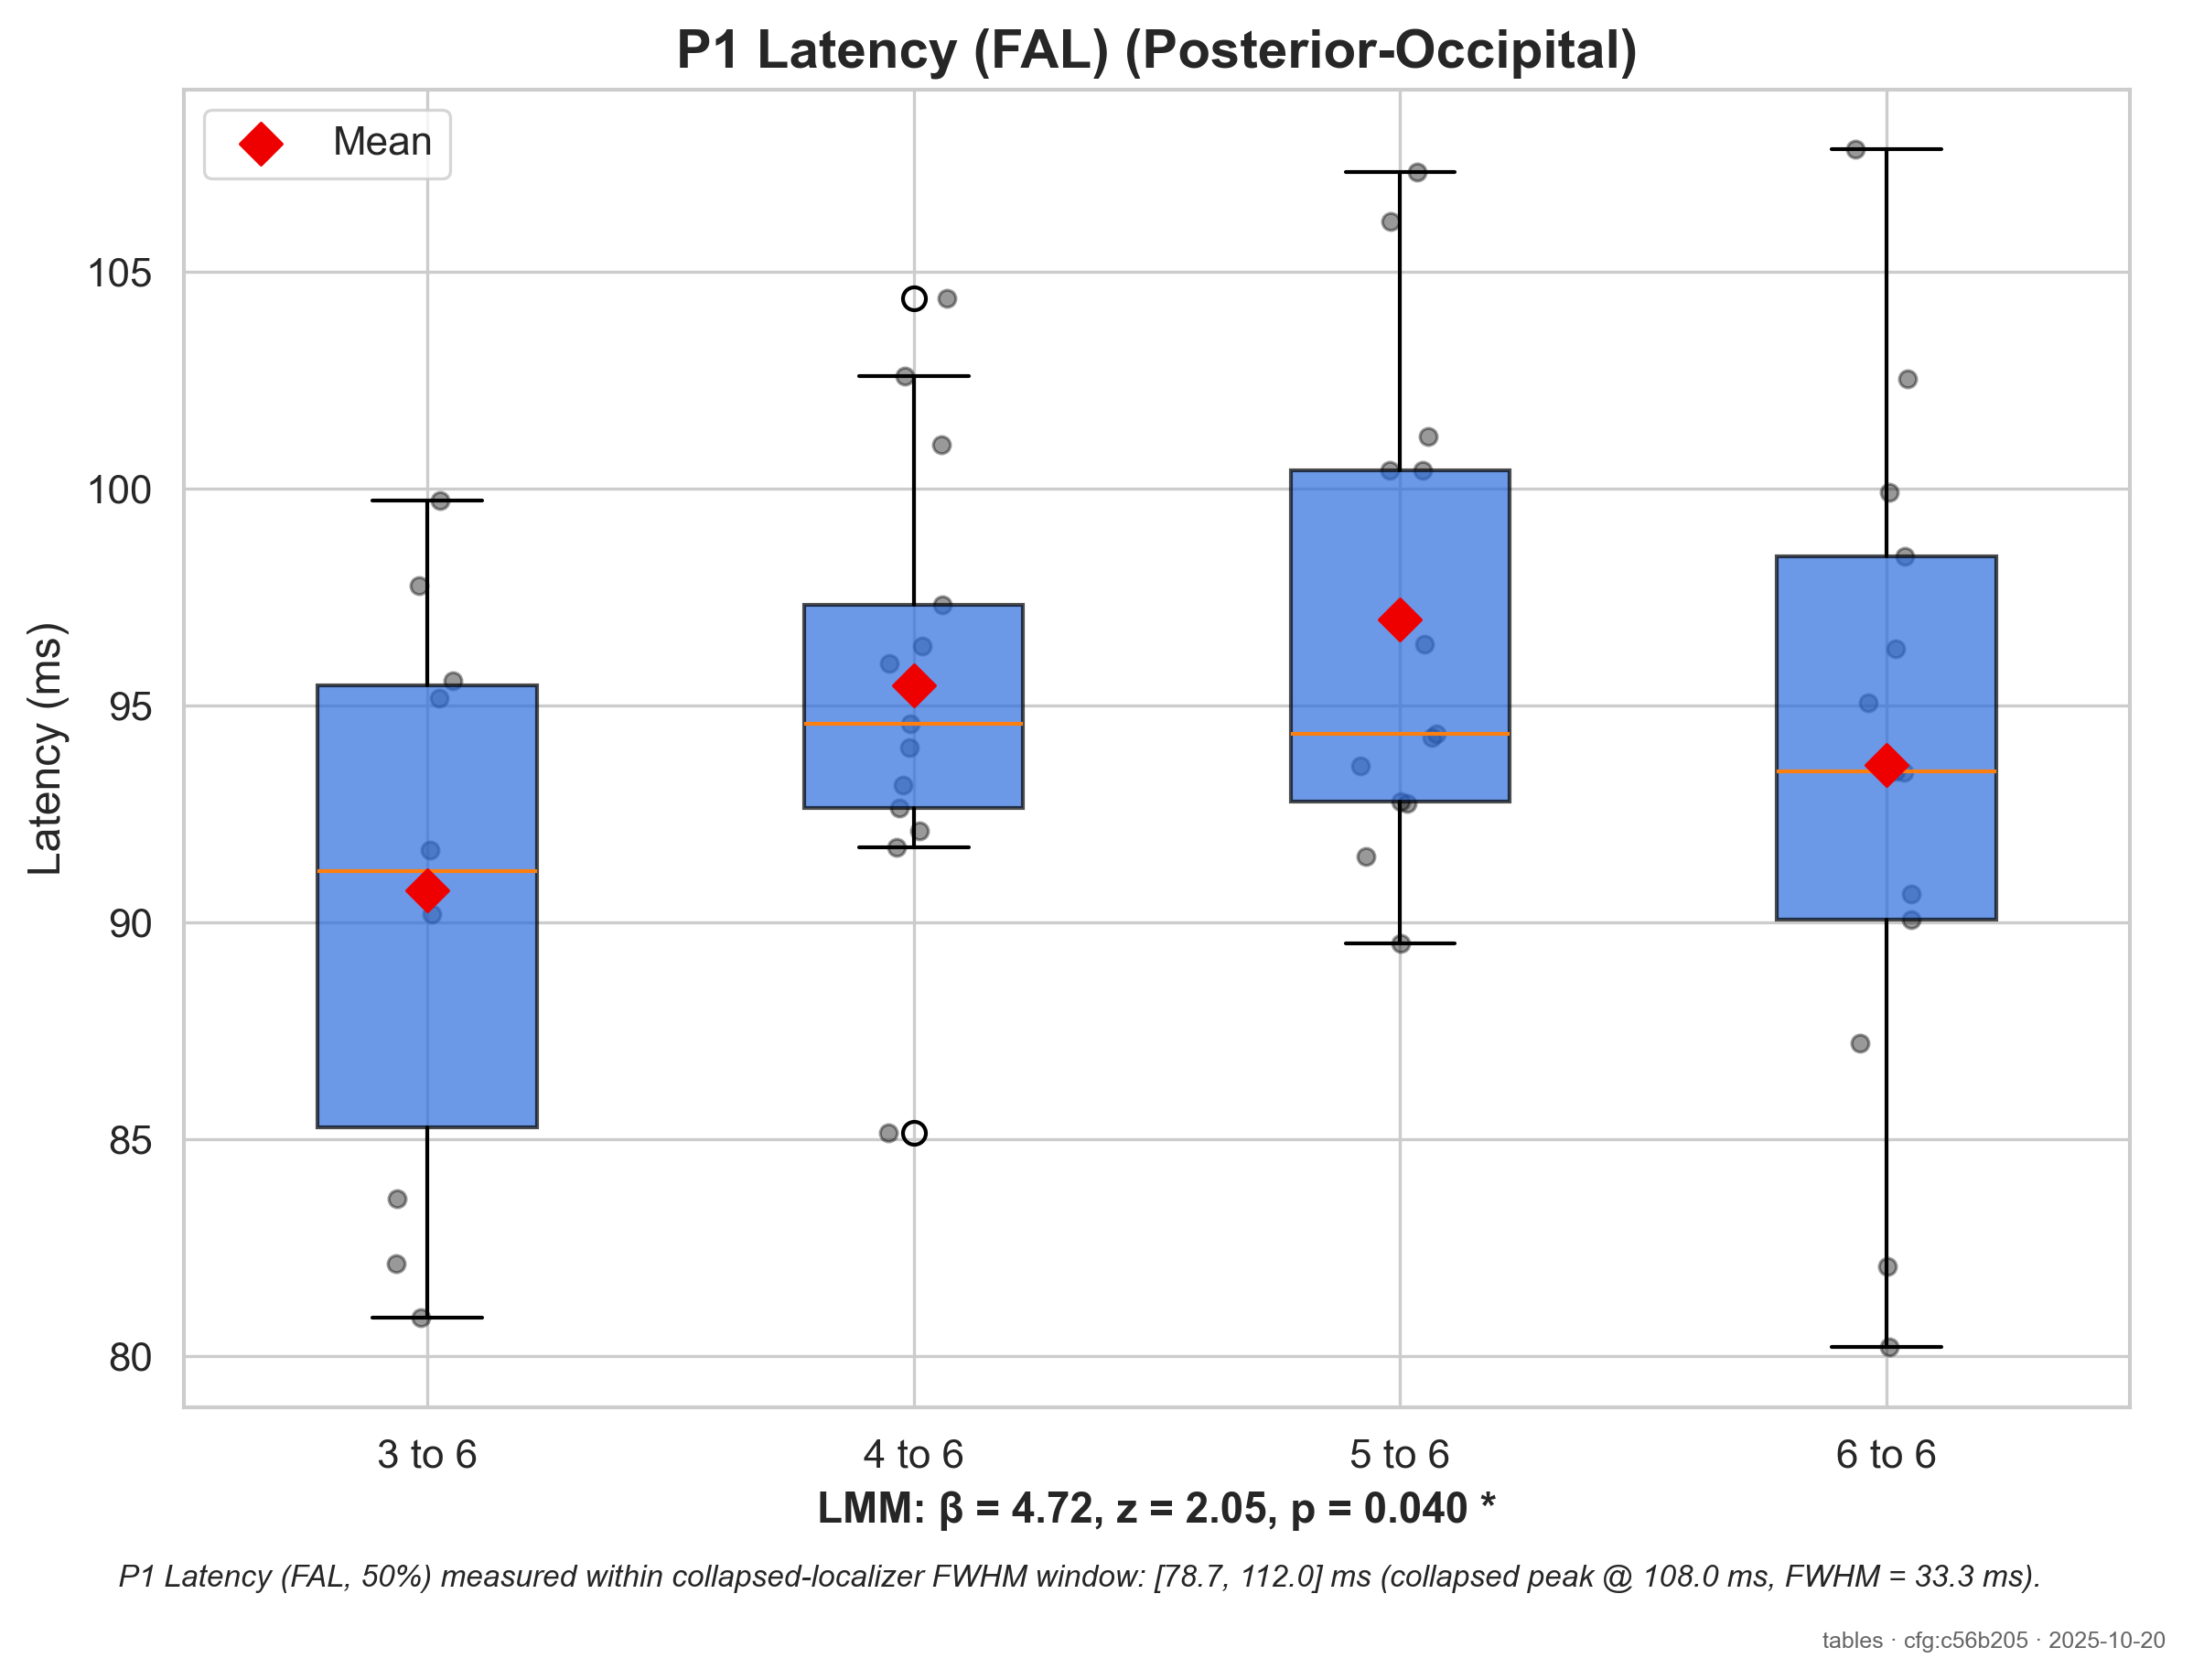 P1 Latency (FAL) (Posterior-Occipital)
Mean
Latency (ms)
105
100
95
90
85
80
3 to 6
4 to 6
5 to 6
6 to 6
LMM: β = 4.72, z = 2.05, p = 0.040 *
P1 Latency (FAL, 50%) measured within collapsed-localizer FWHM window: [78.7, 112.0] ms (collapsed peak @ 108.0 ms, FWHM = 33.3 ms).
tables · cfg:c56b205 · 2025-10-20